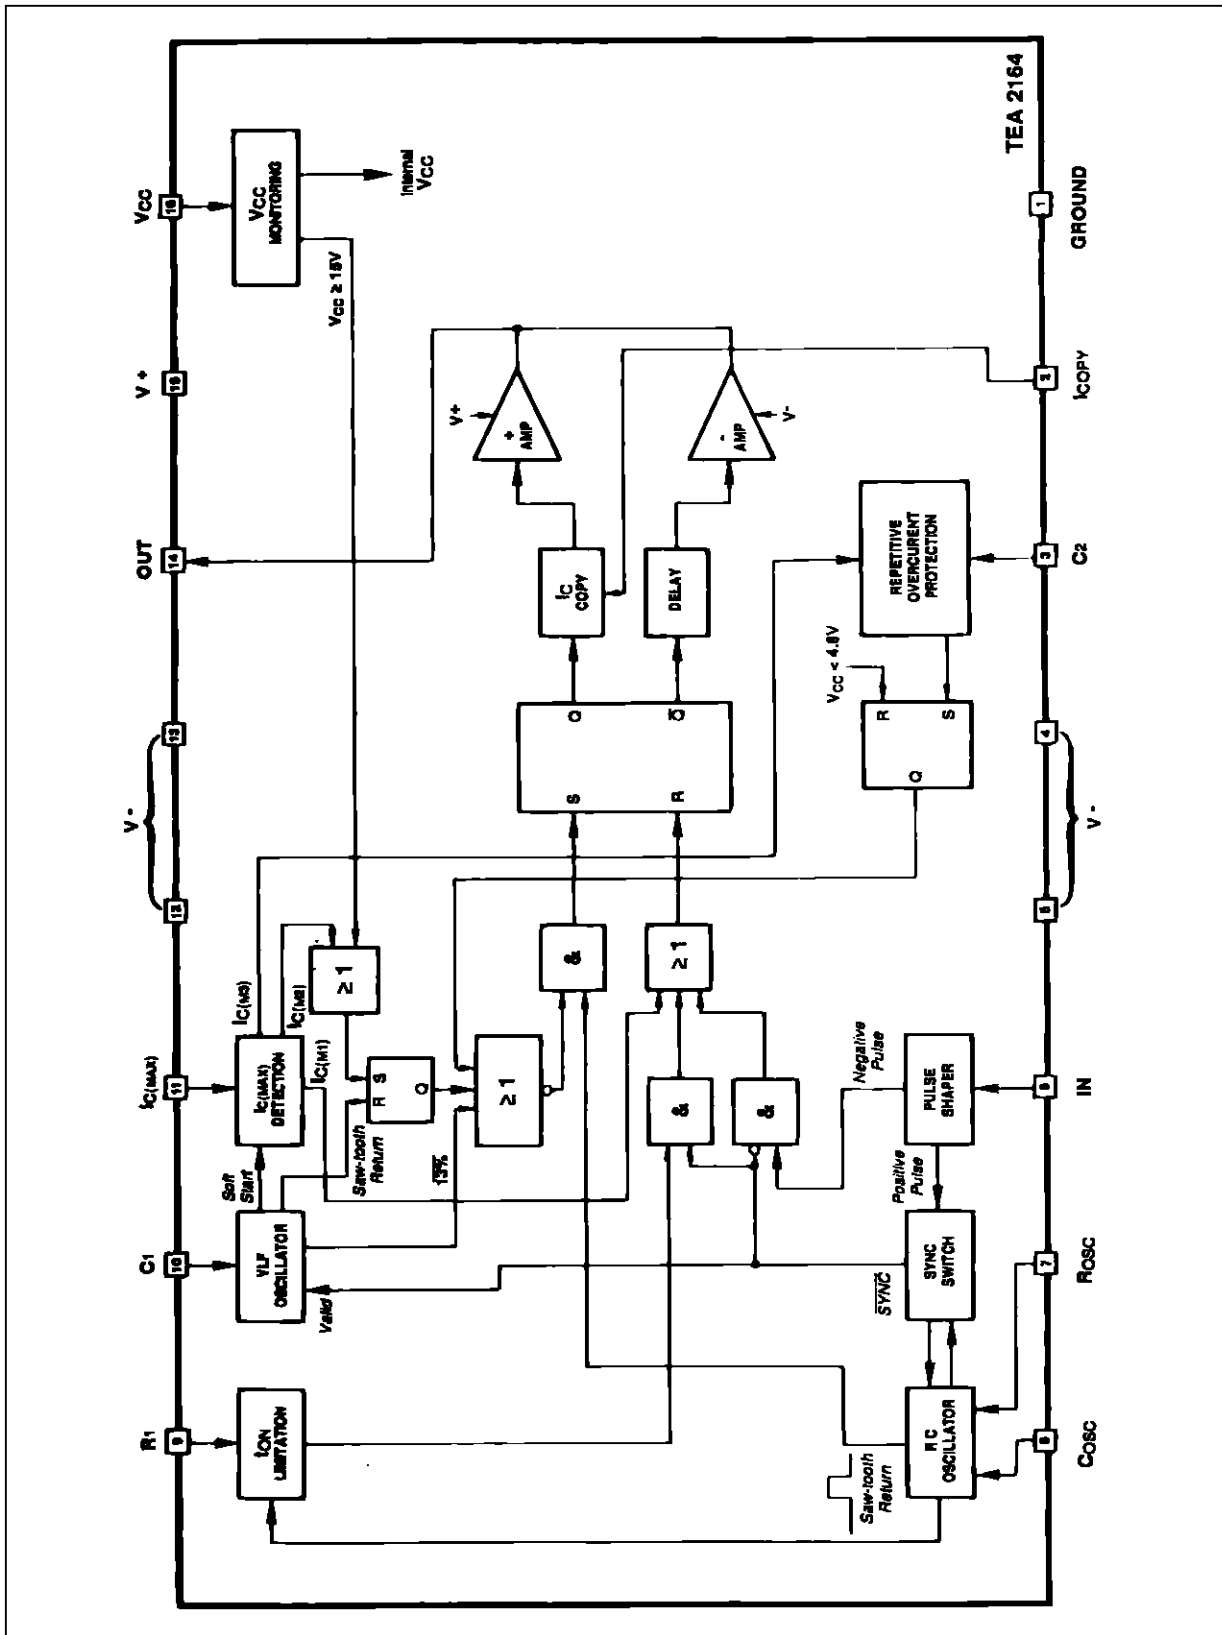 TEA 2164
R1
C1
IC(MAX)
V -
OUT
V +
VCC
9
10
11
12
13
14
15
16
tON
LIMITATION
VLF
OSCILLATOR
Soft
Start
Valid
IC(MAX)
DETECTION
IC(M3)
IC(M2)
IC(M1)
Saw-tooth
Return
≥ 1
R
S
Q
13%
≥ 1
VCC ≥ 15V
VCC
MONITORING
Internal
VCC
&
S
R
Q
Q̅
IC
COPY
+
AMP
V+
&
&
≥ 1
DELAY
-
AMP
V-
Negative
Pulse
PULSE
SHAPER
Positive
Pulse
SYNC
SWITCH
S̅Y̅N̅C̅
RC
OSCILLATOR
Saw-tooth
Return
VCC < 4.8V
R
S
Q
REPETITIVE
OVERCURENT
PROTECTION
8
7
6
5
4
3
2
1
COSC
ROSC
IN
V -
C2
ICOPY
GROUND